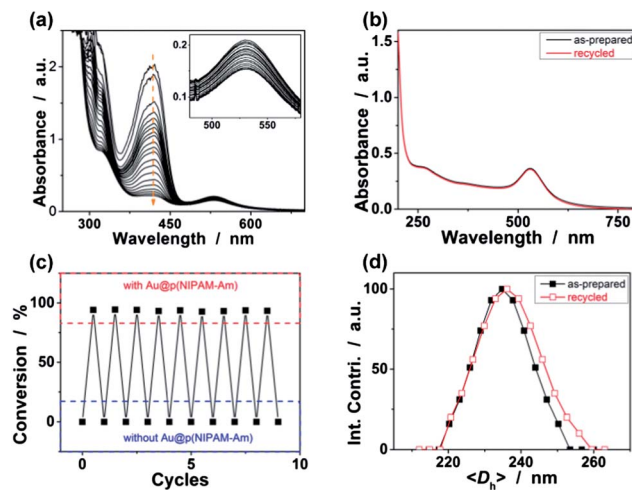 (a)
Absorbance / a.u.
2
1
0
300
450
600
Wavelength / nm
0.2
0.1
500
550
(b)
Absorbance / a.u.
1.5
1.0
0.5
0.0
250
500
750
Wavelength / nm
as-prepared
recycled
(c)
Conversion / %
100
50
0
0
5
10
Cycles
with Au@p(NIPAM-Am)
without Au@p(NIPAM-Am)
(d)
Int. Contri. / a.u.
100
50
0
220
240
260
<Dh> / nm
as-prepared
recycled